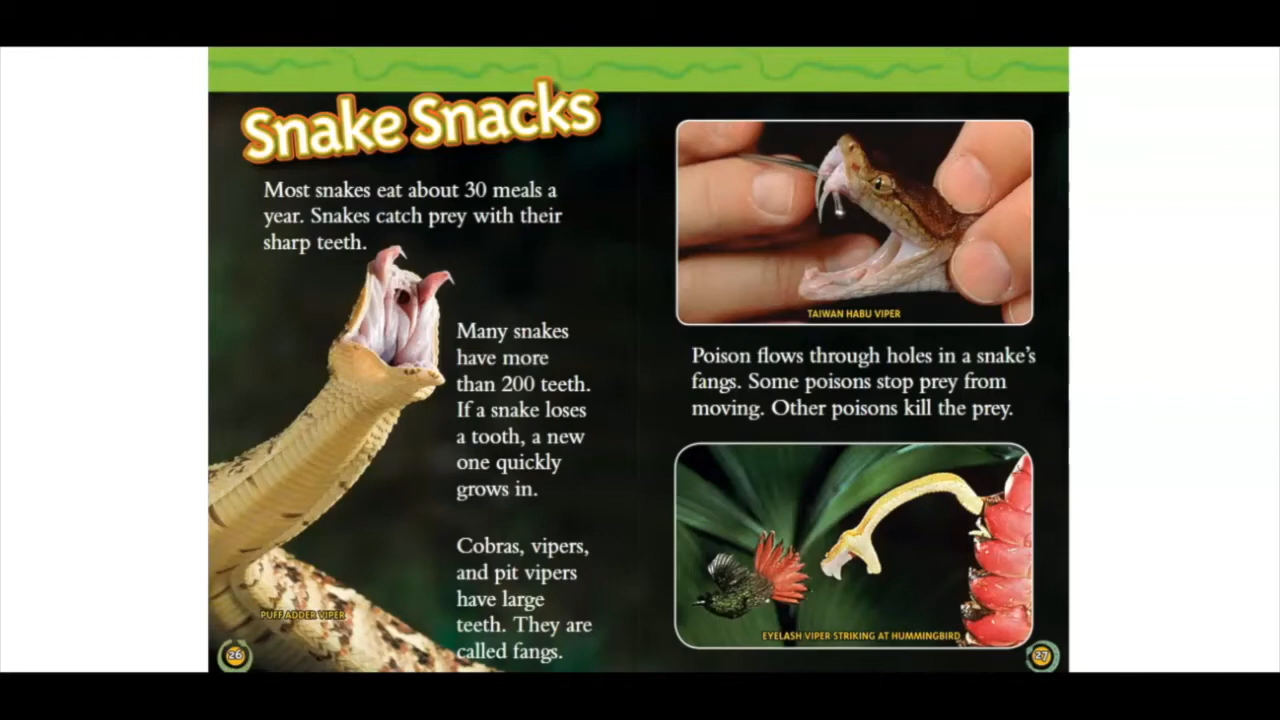 Snake Snacks
Most snakes eat about 30 meals a
year. Snakes catch prey with their
sharp teeth.
Many snakes
have more
than 200 teeth.
If a snake loses
a tooth, a new
one quickly
grows in.
Cobras, vipers,
and pit vipers
have large
teeth. They are
called fangs.
PUFF ADDER VIPER
26
TAIWAN HABU VIPER
Poison flows through holes in a snake's
fangs. Some poisons stop prey from
moving. Other poisons kill the prey.
EYELASH VIPER STRIKING AT HUMMINGBIRD
27